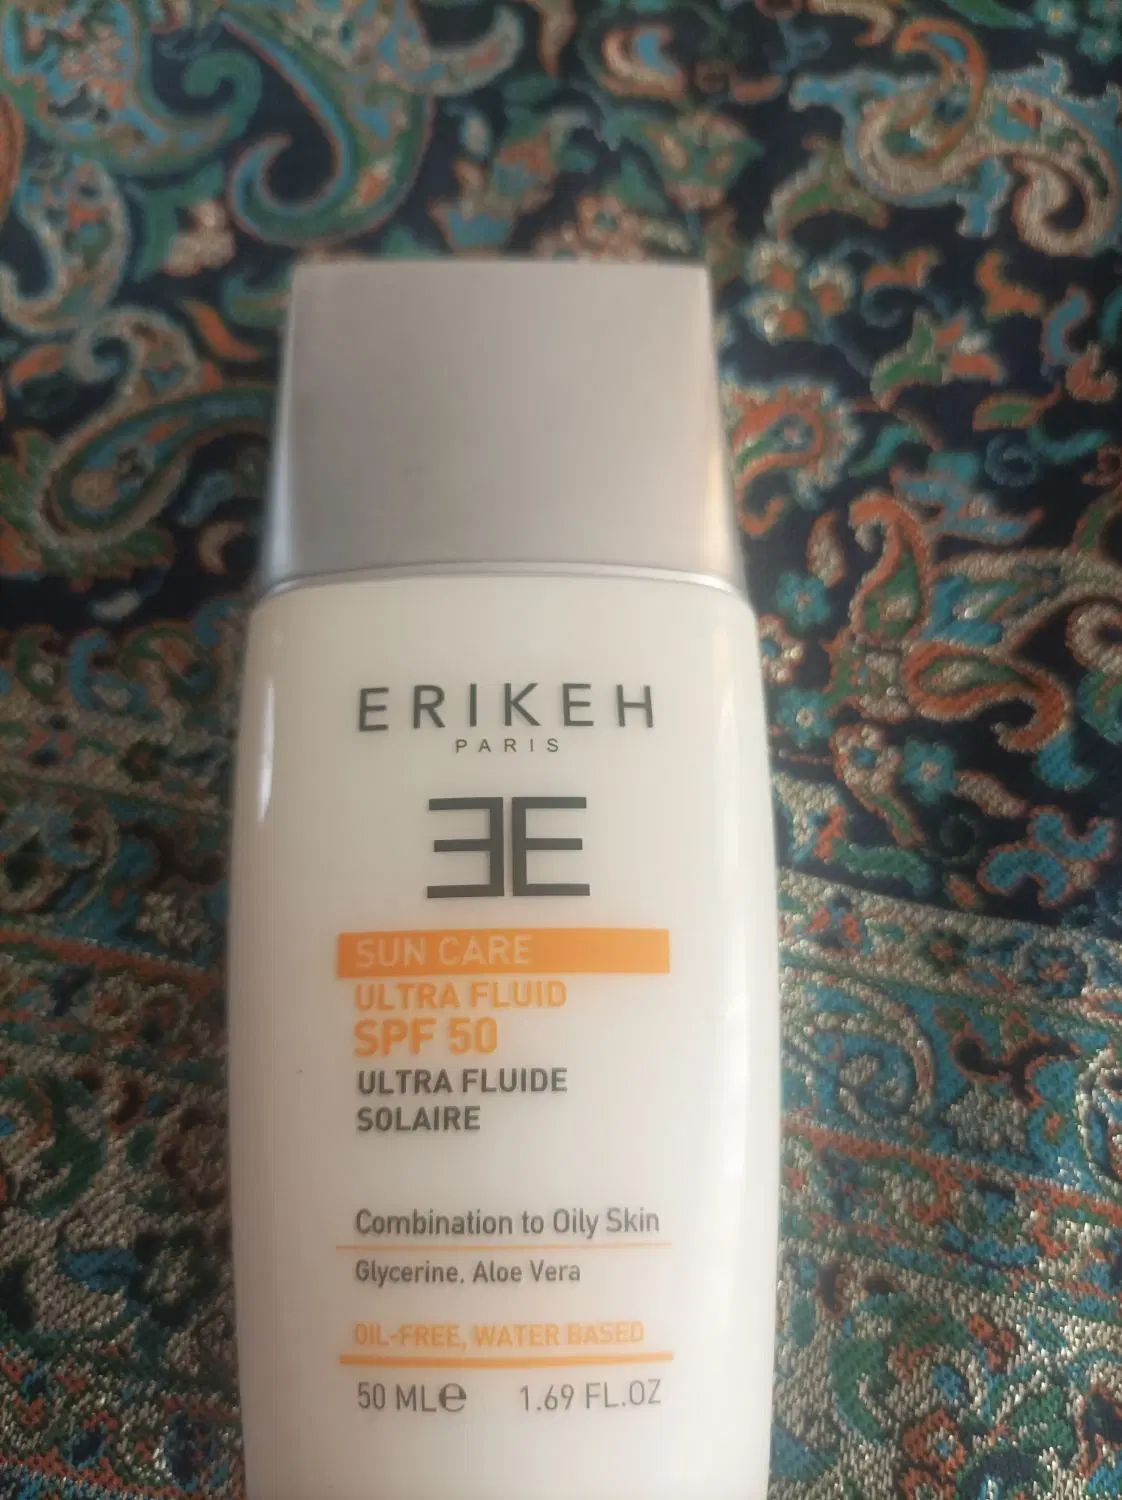 ERIKEH
PARIS
ƎE
SUN CARE
ULTRA FLUID
SPF 50
ULTRA FLUIDE
SOLAIRE
Combination to Oily Skin
Glycerine, Aloe Vera
OIL-FREE, WATER BASED
50 ML℮ 1.69 FL.OZ